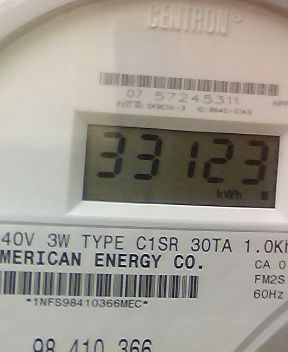 CENTRON®
07 57245311
33123
kWh
40V 3W TYPE C1SR 30TA 1.0Kh
MERICAN ENERGY CO.
CA 0
FM2S
60Hz
*1NFS98410366MEC*
98 410 366